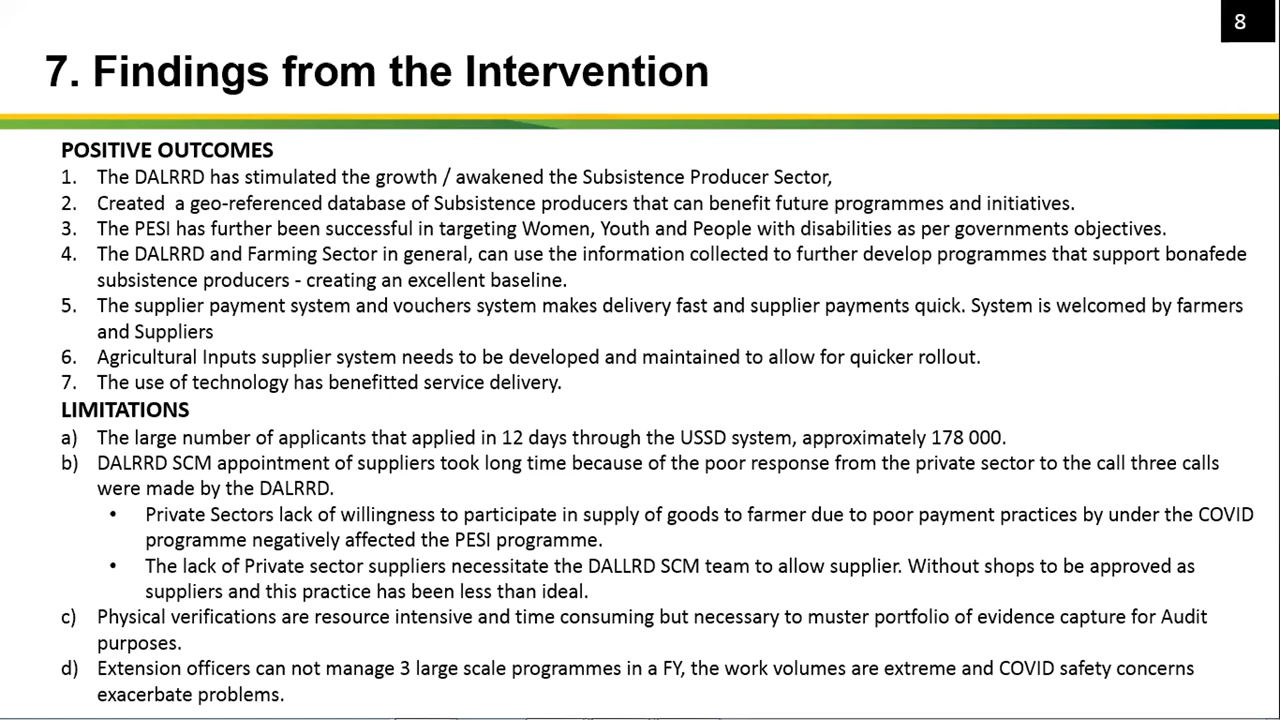 8
7. Findings from the Intervention
POSITIVE OUTCOMES
1. The DALRRD has stimulated the growth / awakened the Subsistence Producer Sector,
2. Created a geo-referenced database of Subsistence producers that can benefit future programmes and initiatives.
3. The PESI has further been successful in targeting Women, Youth and People with disabilities as per governments objectives.
4. The DALRRD and Farming Sector in general, can use the information collected to further develop programmes that support bonafede
subsistence producers - creating an excellent baseline.
5. The supplier payment system and vouchers system makes delivery fast and supplier payments quick. System is welcomed by farmers
and Suppliers
6. Agricultural Inputs supplier system needs to be developed and maintained to allow for quicker rollout.
7. The use of technology has benefitted service delivery.
LIMITATIONS
a) The large number of applicants that applied in 12 days through the USSD system, approximately 178 000.
b) DALRRD SCM appointment of suppliers took long time because of the poor response from the private sector to the call three calls
were made by the DALRRD.
• Private Sectors lack of willingness to participate in supply of goods to farmer due to poor payment practices by under the COVID
programme negatively affected the PESI programme.
• The lack of Private sector suppliers necessitate the DALLRD SCM team to allow supplier. Without shops to be approved as
suppliers and this practice has been less than ideal.
c) Physical verifications are resource intensive and time consuming but necessary to muster portfolio of evidence capture for Audit
purposes.
d) Extension officers can not manage 3 large scale programmes in a FY, the work volumes are extreme and COVID safety concerns
exacerbate problems.